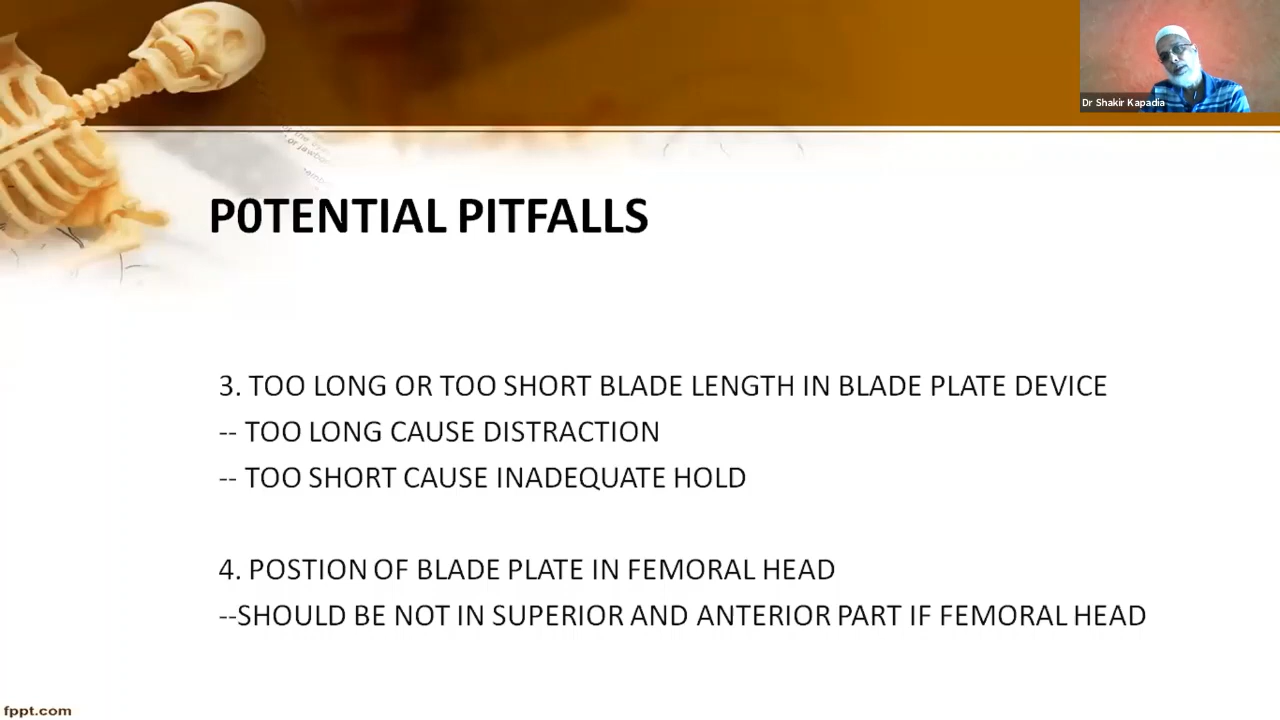 Dr Shakir Kapadia
P0TENTIAL PITFALLS
3. TOO LONG OR TOO SHORT BLADE LENGTH IN BLADE PLATE DEVICE
-- TOO LONG CAUSE DISTRACTION
-- TOO SHORT CAUSE INADEQUATE HOLD
4. POSTION OF BLADE PLATE IN FEMORAL HEAD
--SHOULD BE NOT IN SUPERIOR AND ANTERIOR PART IF FEMORAL HEAD
fppt.com